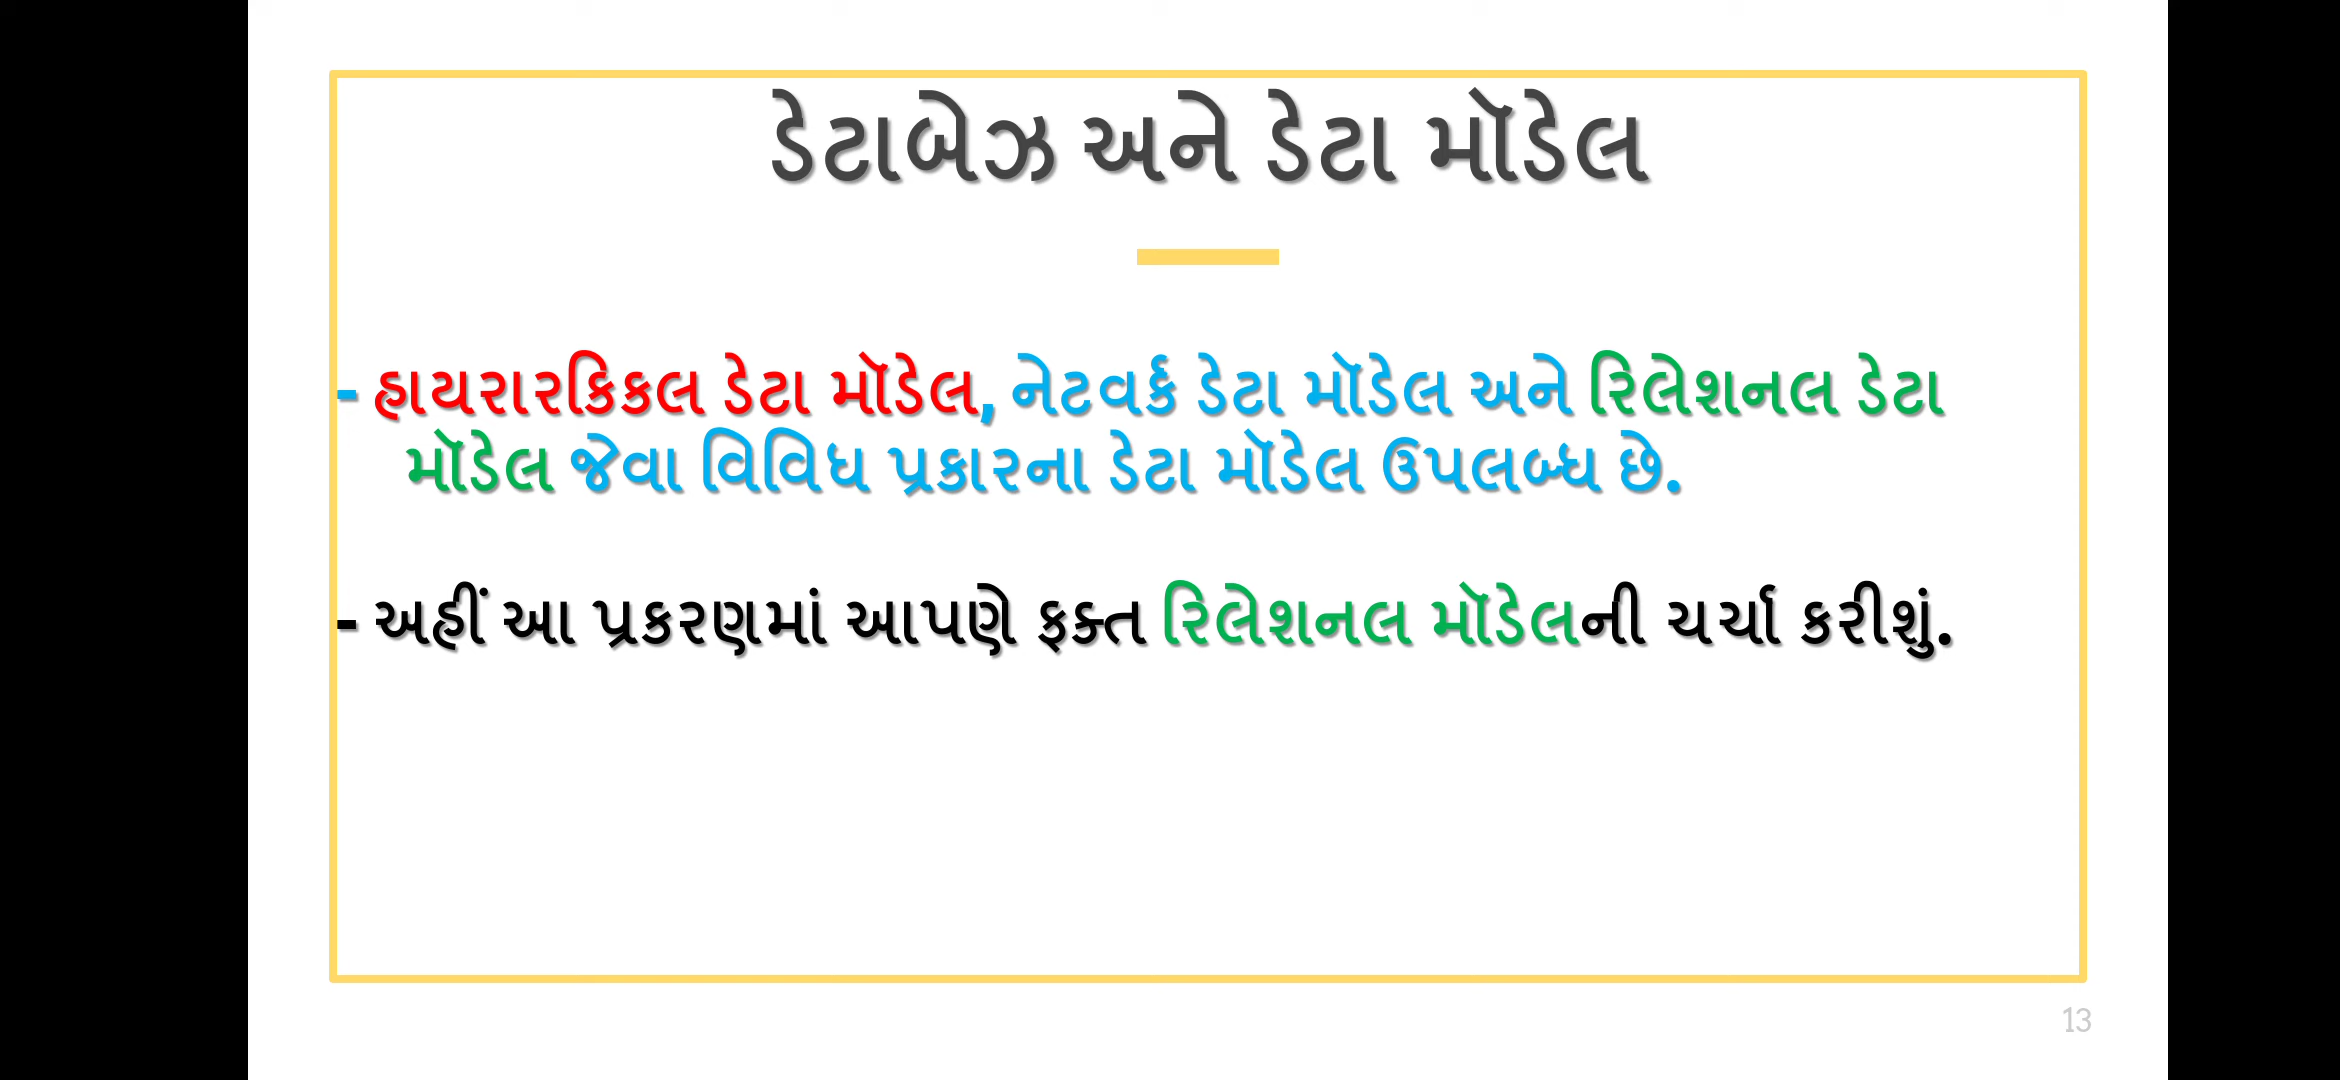 ડેટાબેઝ અને ડેટા મૉડેલ
- હાયરારકિકલ ડેટા મૉડેલ, નેટવર્ક ડેટા મૉડેલ અને રિલેશનલ ડેટા
મૉડેલ જેવા વિવિધ પ્રકારના ડેટા મૉડેલ ઉપલબ્ધ છે.
- અહીં આ પ્રકરણમાં આપણે ફક્ત રિલેશનલ મૉડેલની ચર્ચા કરીશું.
13